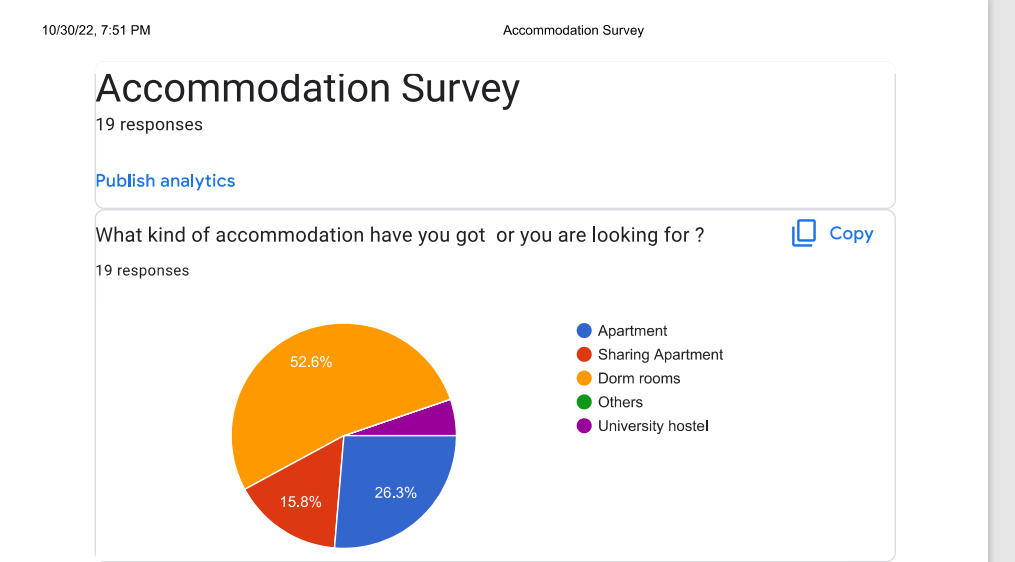 10/30/22, 7:51 PM Accommodation Survey
Accommodation Survey
19 responses
Publish analytics
What kind of accommodation have you got  or you are looking for ?
Copy
19 responses
52.6%
15.8%
26.3%
Apartment
Sharing Apartment
Dorm rooms
Others
University hostel